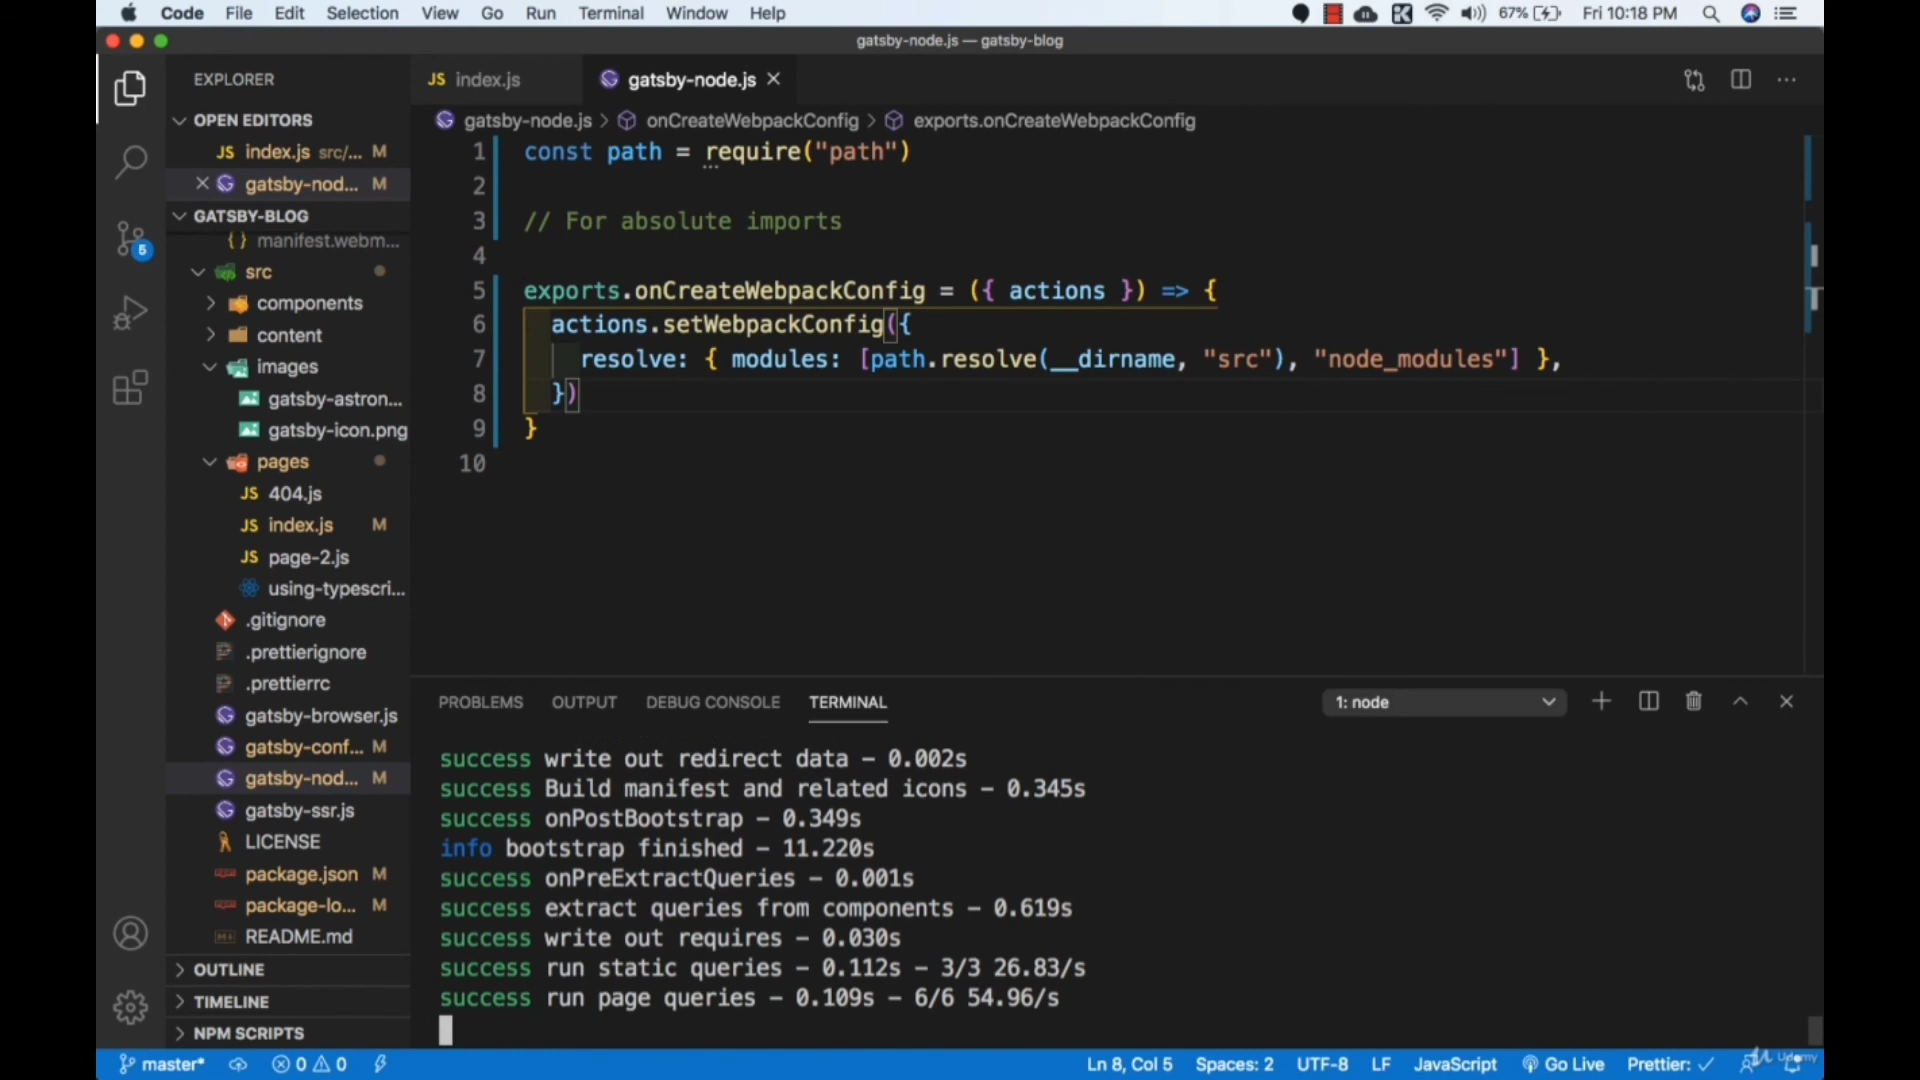 Code File Edit Selection View Go Run Terminal Window Help 67% Fri 10:18 PM
gatsby-node.js — gatsby-blog
EXPLORER
OPEN EDITORS
JS index.js src/... M
gatsby-nod... M
GATSBY-BLOG
{} manifest.webm...
src
components
content
images
gatsby-astron...
gatsby-icon.png
pages
JS 404.js
JS index.js M
JS page-2.js
using-typescri...
.gitignore
.prettierignore
.prettierrc
gatsby-browser.js
gatsby-conf... M
gatsby-nod... M
gatsby-ssr.js
LICENSE
package.json M
package-lo... M
README.md
OUTLINE
TIMELINE
NPM SCRIPTS
5
JS index.js gatsby-node.js
gatsby-node.js > onCreateWebpackConfig > exports.onCreateWebpackConfig
1 const path = require("path")
2
3 // For absolute imports
4
5 exports.onCreateWebpackConfig = ({ actions }) => {
6 actions.setWebpackConfig({
7 resolve: { modules: [path.resolve(__dirname, "src"), "node_modules"] },
8 })
9 }
10
PROBLEMS OUTPUT DEBUG CONSOLE TERMINAL 1: node
success write out redirect data — 0.002s
success Build manifest and related icons — 0.345s
success onPostBootstrap — 0.349s
info bootstrap finished — 11.220s
success onPreExtractQueries — 0.001s
success extract queries from components — 0.619s
success write out requires — 0.030s
success run static queries — 0.112s — 3/3 26.83/s
success run page queries — 0.109s — 6/6 54.96/s
master* 0 0 Ln 8, Col 5 Spaces: 2 UTF-8 LF JavaScript Go Live Prettier: ✓
Udemy